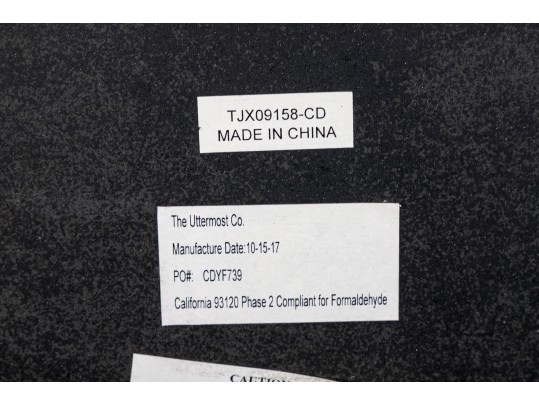 TJX09158-CD
MADE IN CHINA
The Uttermost Co.
Manufacture Date:10-15-17
PO#: CDYF739
California 93120 Phase 2 Compliant for Formaldehyde
CAUTION